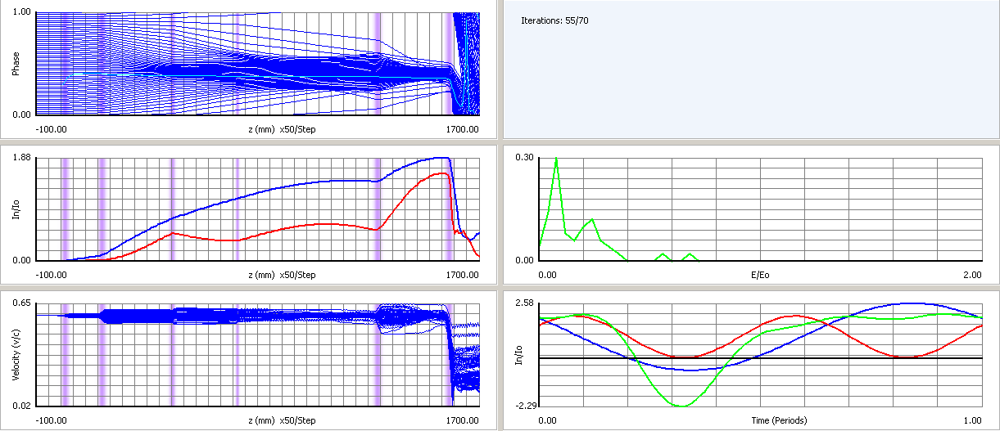 1.00
Phase
0.00
-100.00
z (mm) x50/Step
1700.00
Iterations: 55/70
1.88
In/Io
0.00
-100.00
z (mm) x50/Step
1700.00
0.30
0.00
0.00
E/Eo
2.00
0.65
Velocity (v/c)
0.02
-100.00
z (mm) x50/Step
1700.00
2.58
In/Io
-2.29
0.00
Time (Periods)
1.00